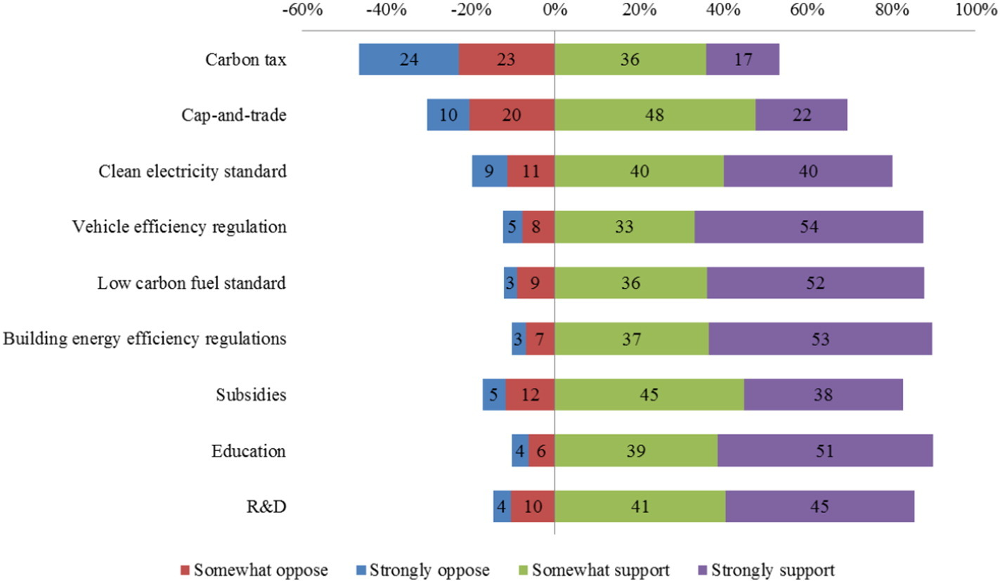 -60% -40% -20% 0% 20% 40% 60% 80% 100%
Carbon tax 24 23 36 17
Cap-and-trade 10 20 48 22
Clean electricity standard 9 11 40 40
Vehicle efficiency regulation 5 8 33 54
Low carbon fuel standard 3 9 36 52
Building energy efficiency regulations 3 7 37 53
Subsidies 5 12 45 38
Education 4 6 39 51
R&D 4 10 41 45
Somewhat oppose Strongly oppose Somewhat support Strongly support